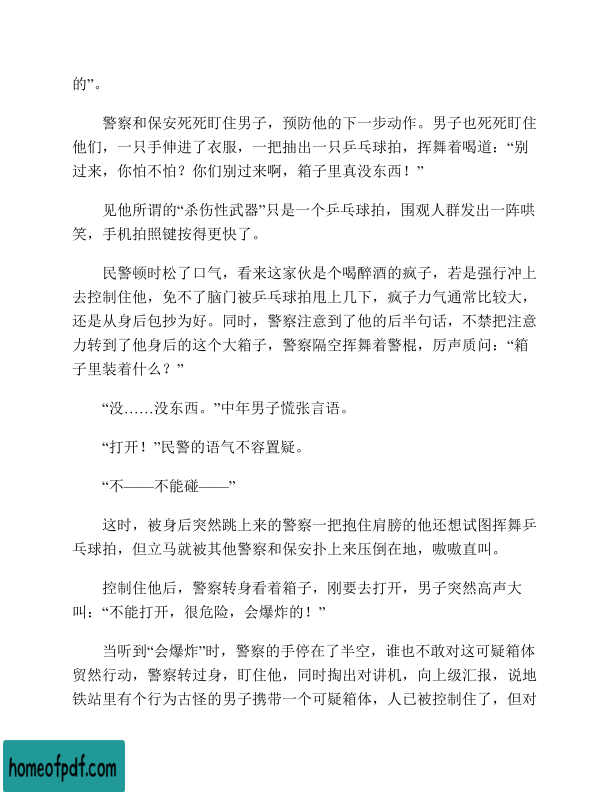 的”。
警察和保安死死盯住男子，预防他的下一步动作。男子也死死盯住
他们，一只手伸进了衣服，一把抽出一只乒乓球拍，挥舞着喝道：“别
过来，你怕不怕？你们别过来啊，箱子里真没东西！”
见他所谓的“杀伤性武器”只是一个乒乓球拍，围观人群发出一阵哄
笑，手机拍照键按得更快了。
民警顿时松了口气，看来这家伙是个喝醉酒的疯子，若是强行冲上
去控制住他，免不了脑门被乒乓球拍甩上几下，疯子力气通常比较大，
还是从身后包抄为好。同时，警察注意到了他的后半句话，不禁把注意
力转到了他身后的这个大箱子，警察隔空挥舞着警棍，厉声质问：“箱
子里装着什么？”
“没……没东西。”中年男子慌张言语。
“打开！”民警的语气不容置疑。
“不——不能碰——”
这时，被身后突然跳上来的警察一把抱住肩膀的他还想试图挥舞乒
乓球拍，但立马就被其他警察和保安扑上来压倒在地，嗷嗷直叫。
控制住他后，警察转身看着箱子，刚要去打开，男子突然高声大
叫：“不能打开，很危险，会爆炸的！”
当听到“会爆炸”时，警察的手停在了半空，谁也不敢对这可疑箱体
贸然行动，警察转过身，盯住他，同时掏出对讲机，向上级汇报，说地
铁站里有个行为古怪的男子携带一个可疑箱体，人已被控制住了，但对
homeofpdf.com